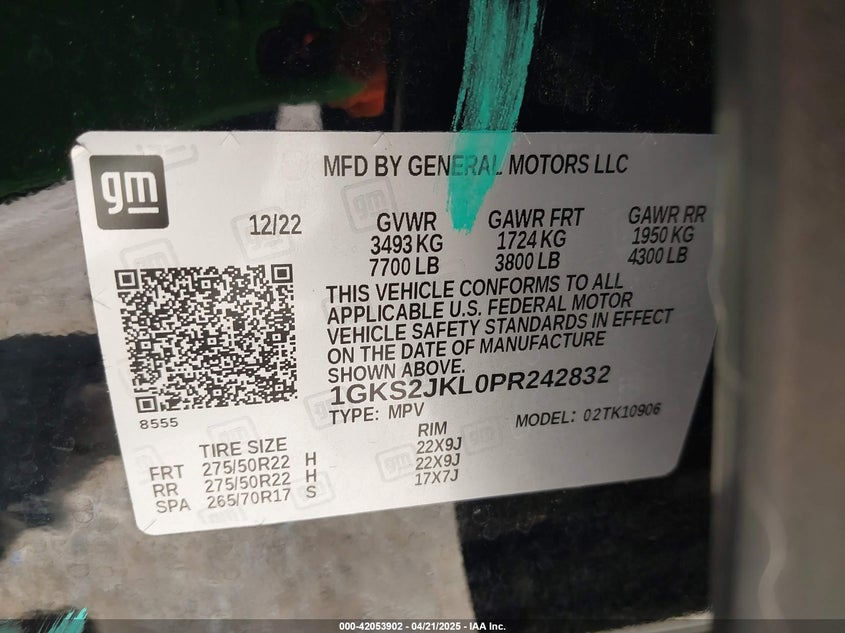 gm
MFD BY GENERAL MOTORS LLC
12/22
GVWR GAWR FRT GAWR RR
3493 KG 1724 KG 1950 KG
7700 LB 3800 LB 4300 LB
THIS VEHICLE CONFORMS TO ALL
APPLICABLE U.S. FEDERAL MOTOR
VEHICLE SAFETY STANDARDS IN EFFECT
ON THE DATE OF MANUFACTURE
SHOWN ABOVE.
1GKS2JKL0PR242832
8555
TYPE: MPV MODEL: 02TK10906
TIRE SIZE RIM
FRT 275/50R22 H 22X9J
RR 275/50R22 H 22X9J
SPA 265/70R17 S 17X7J
000-42053902 - 04/21/2025 - IAA Inc.